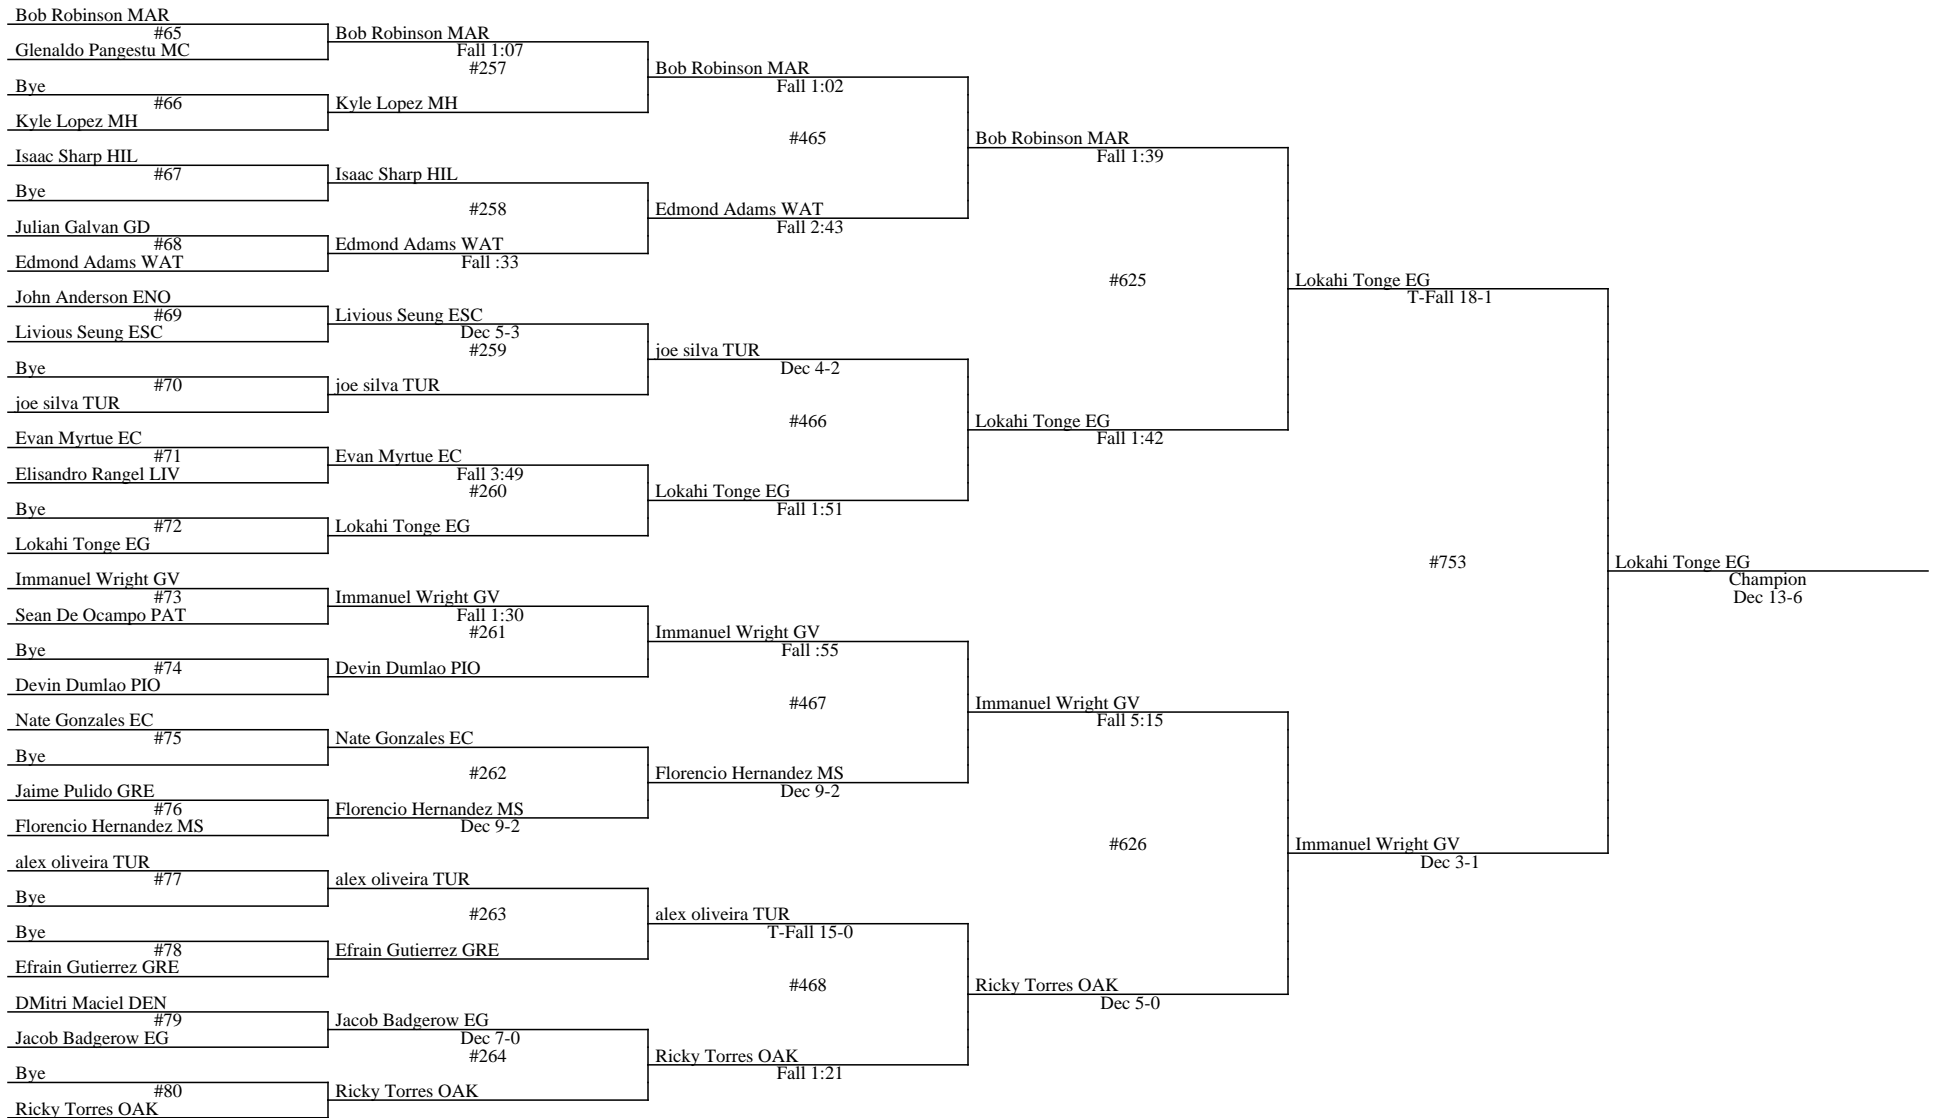 Bob Robinson MAR
#65
Glenaldo Pangestu MC
Bye
#66
Kyle Lopez MH
Isaac Sharp HIL
#67
Bye
Julian Galvan GD
#68
Edmond Adams WAT
John Anderson ENO
#69
Livious Seung ESC
Bye
#70
joe silva TUR
Evan Myrtue EC
#71
Elisandro Rangel LIV
Bye
#72
Lokahi Tonge EG
Immanuel Wright GV
#73
Sean De Ocampo PAT
Bye
#74
Devin Dumlao PIO
Nate Gonzales EC
#75
Bye
Jaime Pulido GRE
#76
Florencio Hernandez MS
alex oliveira TUR
#77
Bye
Bye
#78
Efrain Gutierrez GRE
DMitri Maciel DEN
#79
Jacob Badgerow EG
Bye
#80
Ricky Torres OAK
Bob Robinson MAR
Fall 1:07
#257
Kyle Lopez MH
Isaac Sharp HIL
#258
Edmond Adams WAT
Fall :33
Livious Seung ESC
Dec 5-3
#259
joe silva TUR
Evan Myrtue EC
Fall 3:49
#260
Lokahi Tonge EG
Immanuel Wright GV
Fall 1:30
#261
Devin Dumlao PIO
Nate Gonzales EC
#262
Florencio Hernandez MS
Dec 9-2
alex oliveira TUR
#263
Efrain Gutierrez GRE
Jacob Badgerow EG
Dec 7-0
#264
Ricky Torres OAK
Bob Robinson MAR
Fall 1:02
#465
Edmond Adams WAT
Fall 2:43
joe silva TUR
Dec 4-2
#466
Lokahi Tonge EG
Fall 1:51
Immanuel Wright GV
Fall :55
#467
Florencio Hernandez MS
Dec 9-2
alex oliveira TUR
T-Fall 15-0
#468
Ricky Torres OAK
Fall 1:21
Bob Robinson MAR
Fall 1:39
#625
Lokahi Tonge EG
Fall 1:42
Immanuel Wright GV
Fall 5:15
#626
Ricky Torres OAK
Dec 5-0
Lokahi Tonge EG
T-Fall 18-1
#753
Immanuel Wright GV
Dec 3-1
Lokahi Tonge EG
Champion
Dec 13-6